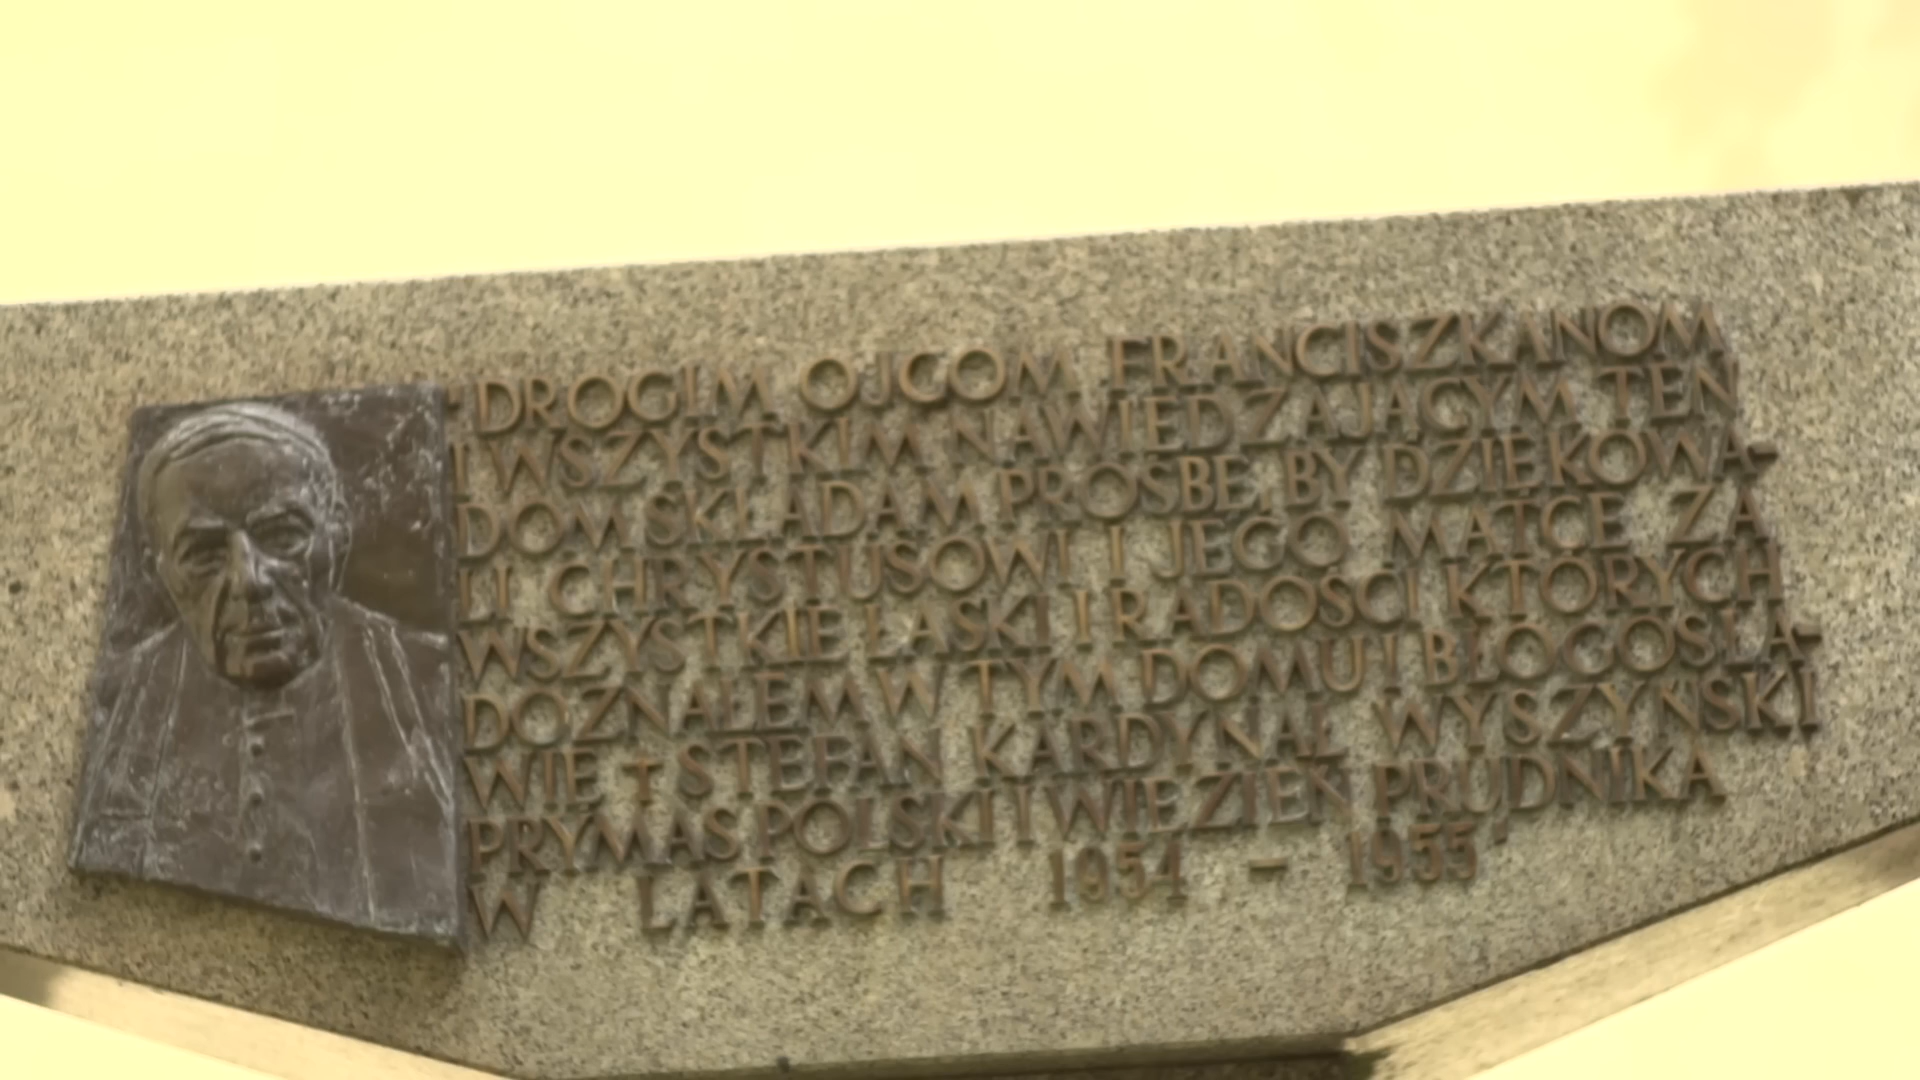 "DROGIM OJCOM FRANCISZKANOM
I WSZYSTKIM NAWIEDZAJĄCYM TEN
DOM SKŁADAM PROŚBĘ, BY DZIĘKOWA-
LI CHRYSTUSOWI I JEGO MATCE ZA
WSZYSTKIE ŁASKI I RADOŚCI KTÓRYCH
DOZNAŁEM W TYM DOMU I BŁOGOSŁA-
WIĘ † STEFAN KARDYNAŁ WYSZYŃSKI
PRYMAS POLSKI I WIĘZIEŃ PRUDNIKA
W LATACH 1954 – 1955"